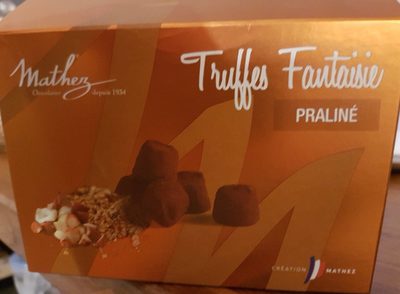 Mathez
Chocolatier depuis 1934
Truffes Fantaisie
PRALINÉ
CRÉATION MATHEZ